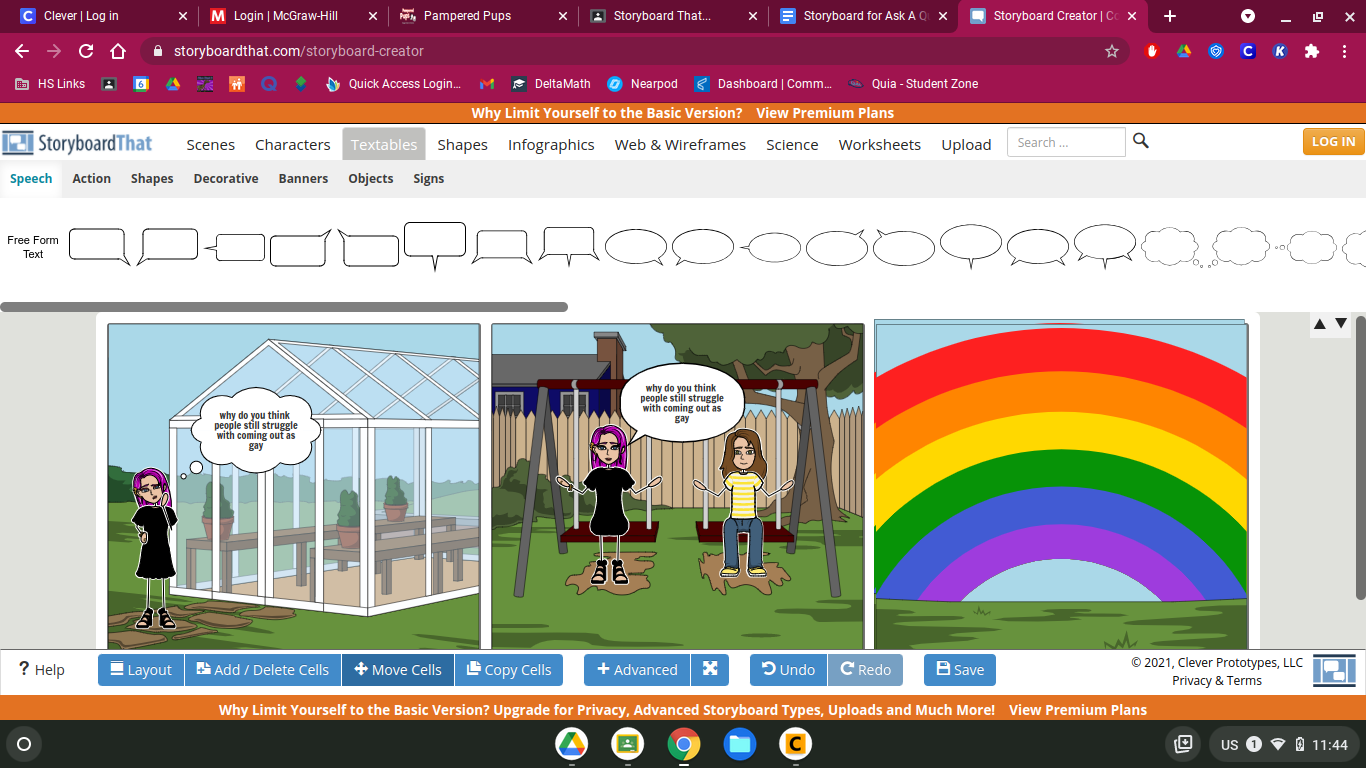 Clever | Log in
Login | McGraw-Hill
Pampered Pups
Storyboard That...
Storyboard for Ask A Q
Storyboard Creator | C
storyboardthat.com/storyboard-creator
HS Links
6
Quick Access Login...
DeltaMath
Nearpod
Dashboard | Comm...
Quia - Student Zone
Why Limit Yourself to the Basic Version? View Premium Plans
StoryboardThat
Scenes Characters Textables Shapes Infographics Web & Wireframes Science Worksheets Upload
Search ...
LOG IN
Speech Action Shapes Decorative Banners Objects Signs
Free Form
Text
why do you think
people still struggle
with coming out as
gay
why do you think
people still struggle
with coming out as
gay
? Help
Layout
Add / Delete Cells
Move Cells
Copy Cells
Advanced
Undo
Redo
Save
© 2021, Clever Prototypes, LLC
Privacy & Terms
Why Limit Yourself to the Basic Version? Upgrade for Privacy, Advanced Storyboard Types, Uploads and Much More! View Premium Plans
US 1 11:44